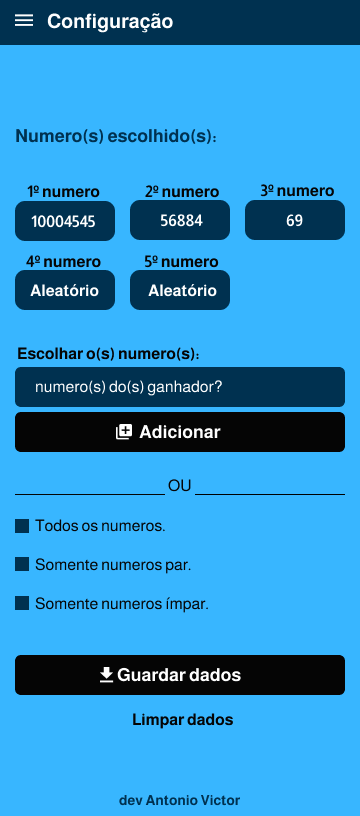 Configuração
Numero(s) escolhido(s):
1º numero 2º numero 3º numero
10004545 56884 69
4º numero 5º numero
Aleatório Aleatório
Escolhar o(s) numero(s):
numero(s) do(s) ganhador?
Adicionar
OU
Todos os numeros.
Somente numeros par.
Somente numeros ímpar.
Guardar dados
Limpar dados
dev Antonio Victor